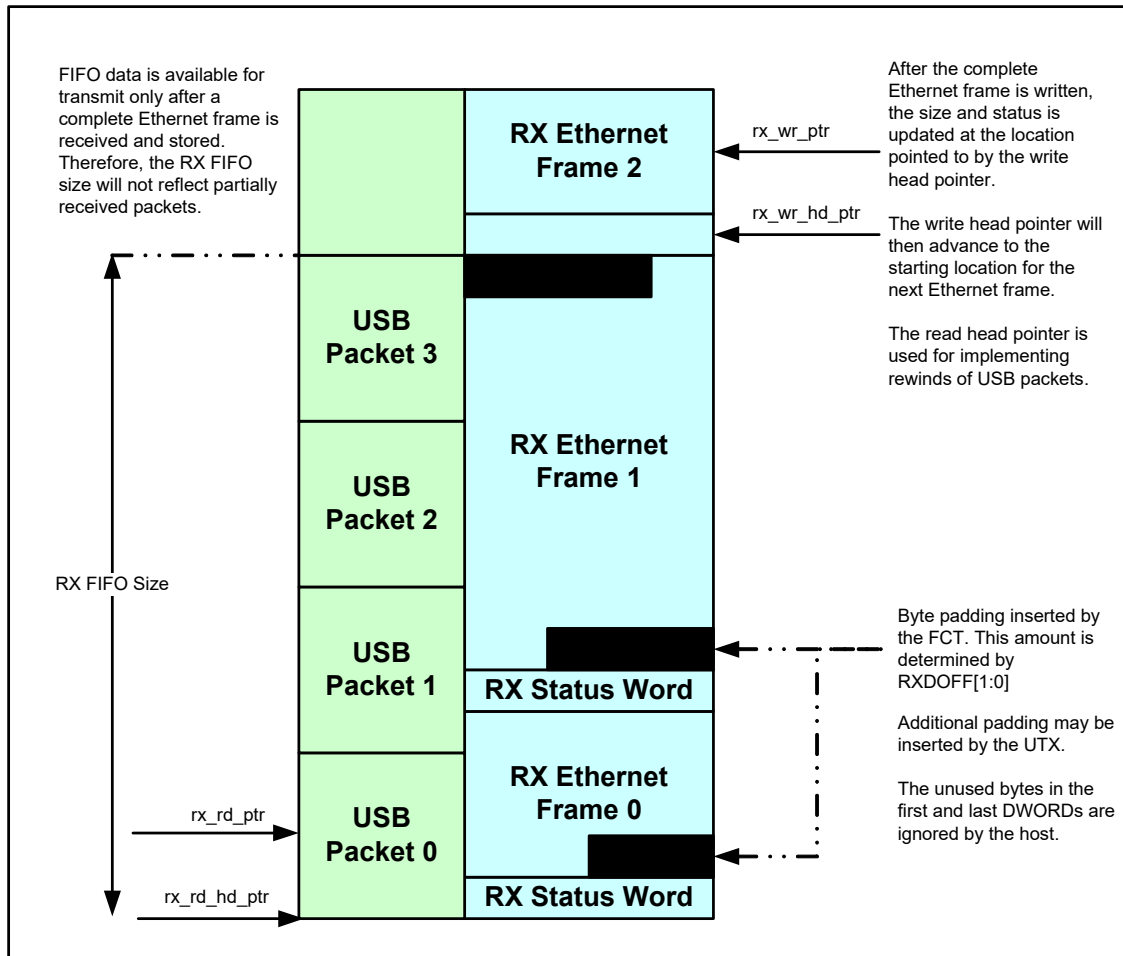 FIFO data is available for
transmit only after a
complete Ethernet frame is
received and stored.
Therefore, the RX FIFO
size will not reflect partially
received packets.
RX FIFO Size
rx_rd_ptr
rx_rd_hd_ptr
USB
Packet 3
USB
Packet 2
USB
Packet 1
USB
Packet 0
RX Ethernet
Frame 2
RX Ethernet
Frame 1
RX Status Word
RX Ethernet
Frame 0
RX Status Word
rx_wr_ptr
rx_wr_hd_ptr
After the complete
Ethernet frame is written,
the size and status is
updated at the location
pointed to by the write
head pointer.
The write head pointer will
then advance to the
starting location for the
next Ethernet frame.
The read head pointer is
used for implementing
rewinds of USB packets.
Byte padding inserted by
the FCT. This amount is
determined by
RXDOFF[1:0]
Additional padding may be
inserted by the UTX.
The unused bytes in the
first and last DWORDs are
ignored by the host.